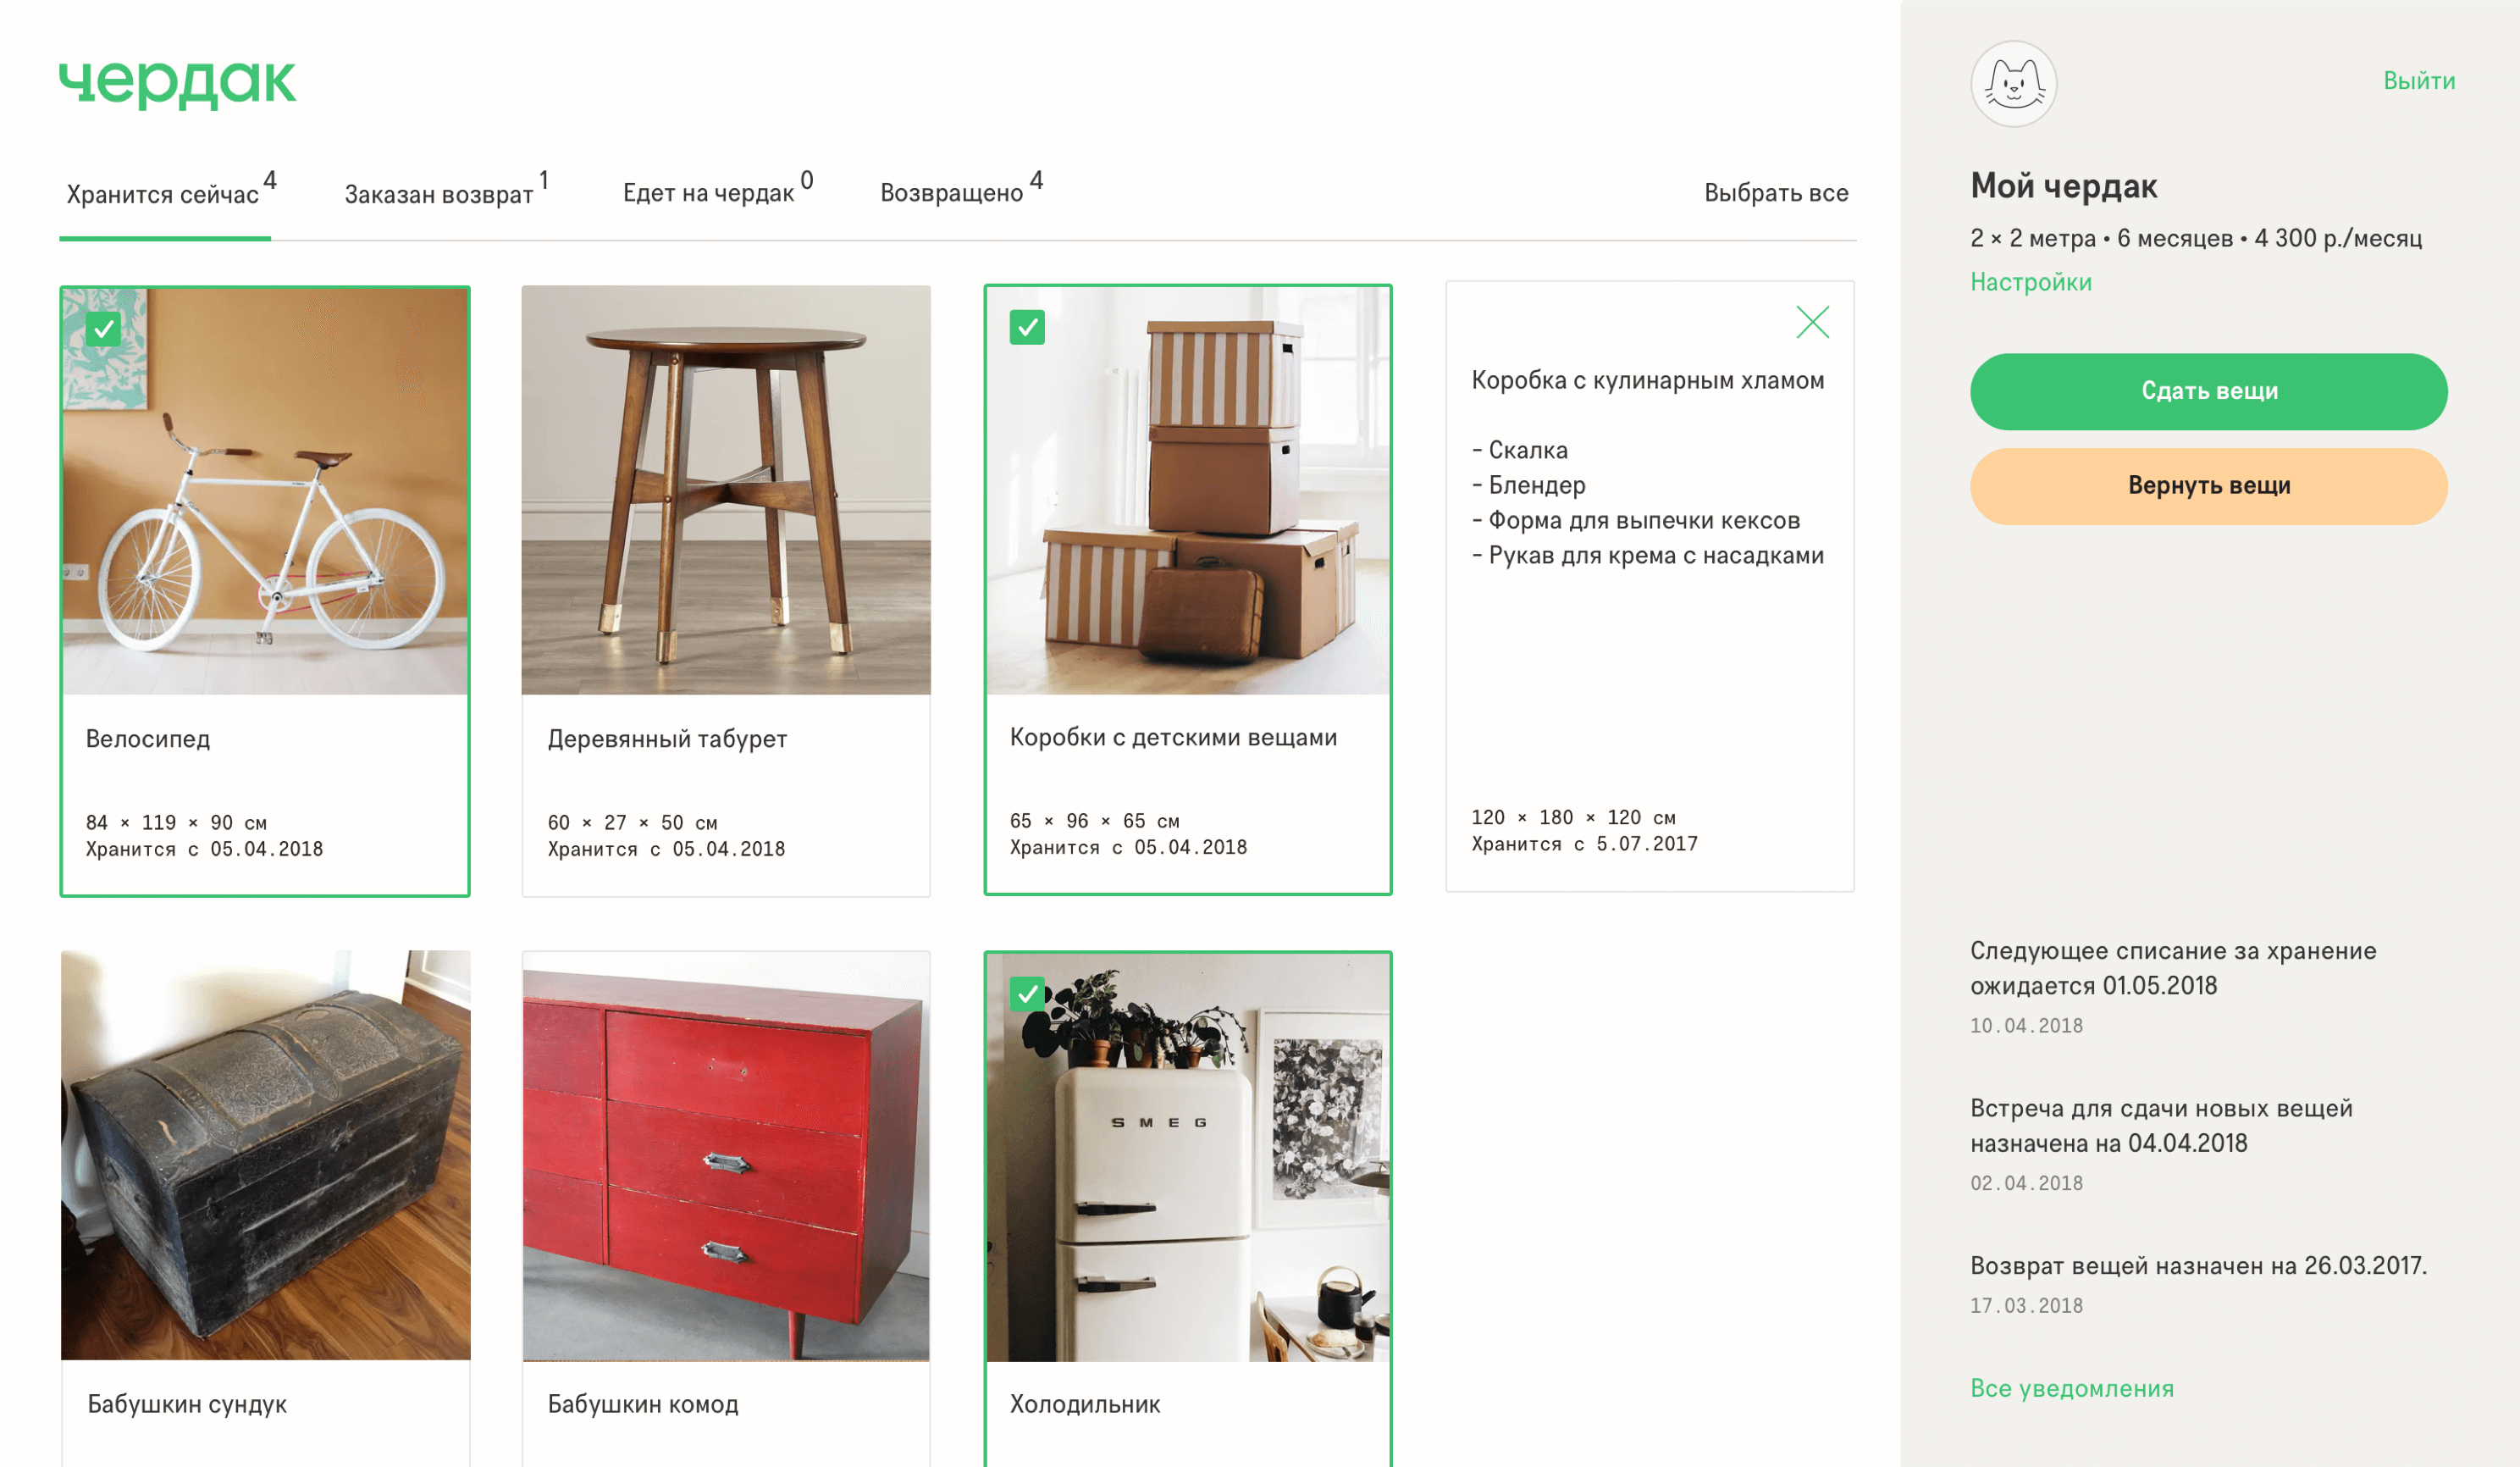 чердак
Выйти
Хранится сейчас 4
Заказан возврат 1
Едет на чердак 0
Возвращено 4
Выбрать все
Велосипед
84 × 119 × 90 см
Хранится с 05.04.2018
Деревянный табурет
60 × 27 × 50 см
Хранится с 05.04.2018
Коробки с детскими вещами
65 × 96 × 65 см
Хранится с 05.04.2018
Коробка с кулинарным хламом
- Скалка
- Блендер
- Форма для выпечки кексов
- Рукав для крема с насадками
120 × 180 × 120 см
Хранится с 5.07.2017
Бабушкин сундук
Бабушкин комод
SMEG
Холодильник
Мой чердак
2 × 2 метра • 6 месяцев • 4 300 р./месяц
Настройки
Сдать вещи
Вернуть вещи
Следующее списание за хранение
ожидается 01.05.2018
10.04.2018
Встреча для сдачи новых вещей
назначена на 04.04.2018
02.04.2018
Возврат вещей назначен на 26.03.2017.
17.03.2018
Все уведомления